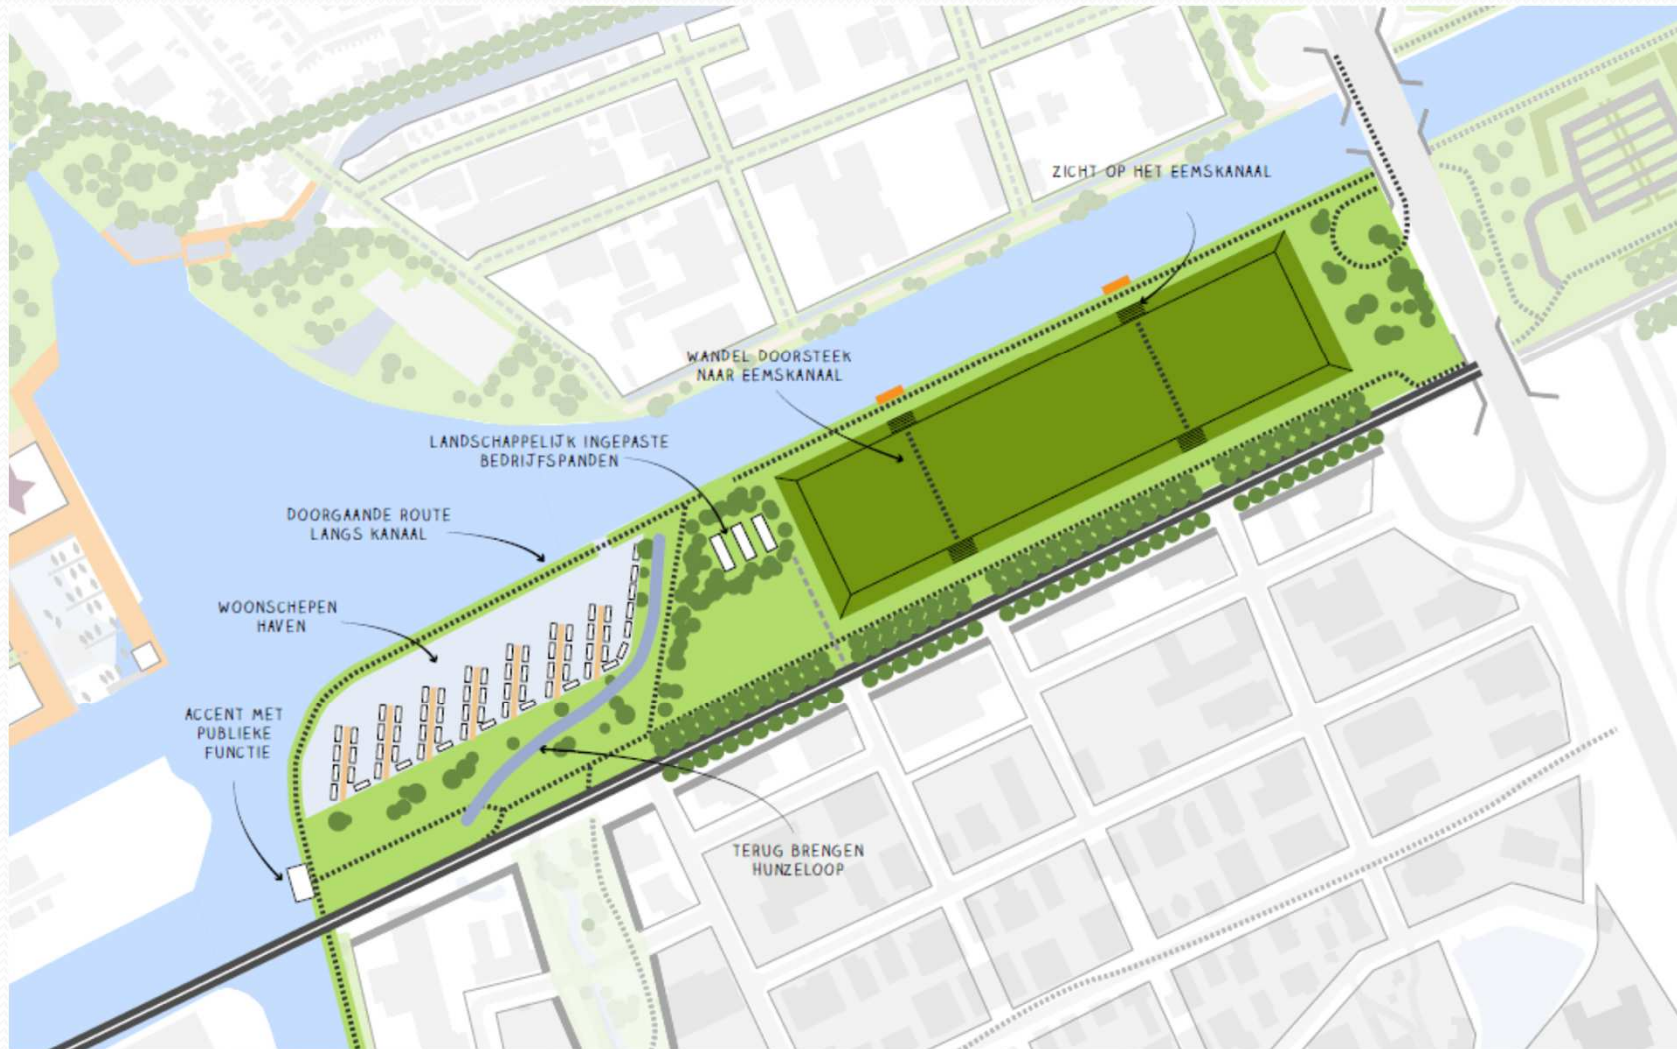 ZICHT OP HET EEMSKANAAL
WANDEL DOORSTEEK
NAAR EEMSKANAAL
LANDSCHAPPELIJK INGEPASTE
BEDRIJFSPANDEN
DOORGAANDE ROUTE
LANGS KANAAL
WOONSCHEPEN
HAVEN
ACCENT MET
PUBLIEKE
FUNCTIE
TERUG BRENGEN
HUNZELOOP